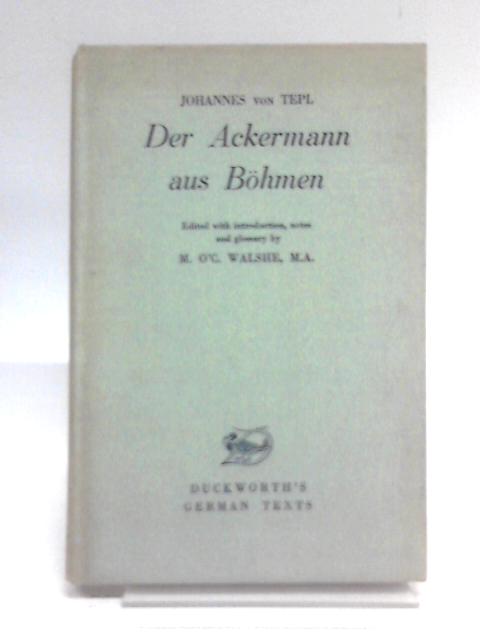 JOHANNES VON TEPL
Der Ackermann
aus Böhmen
Edited with introduction, notes
and glossary by
M. O'C. WALSHE, M.A.
DUCKWORTH'S
GERMAN TEXTS